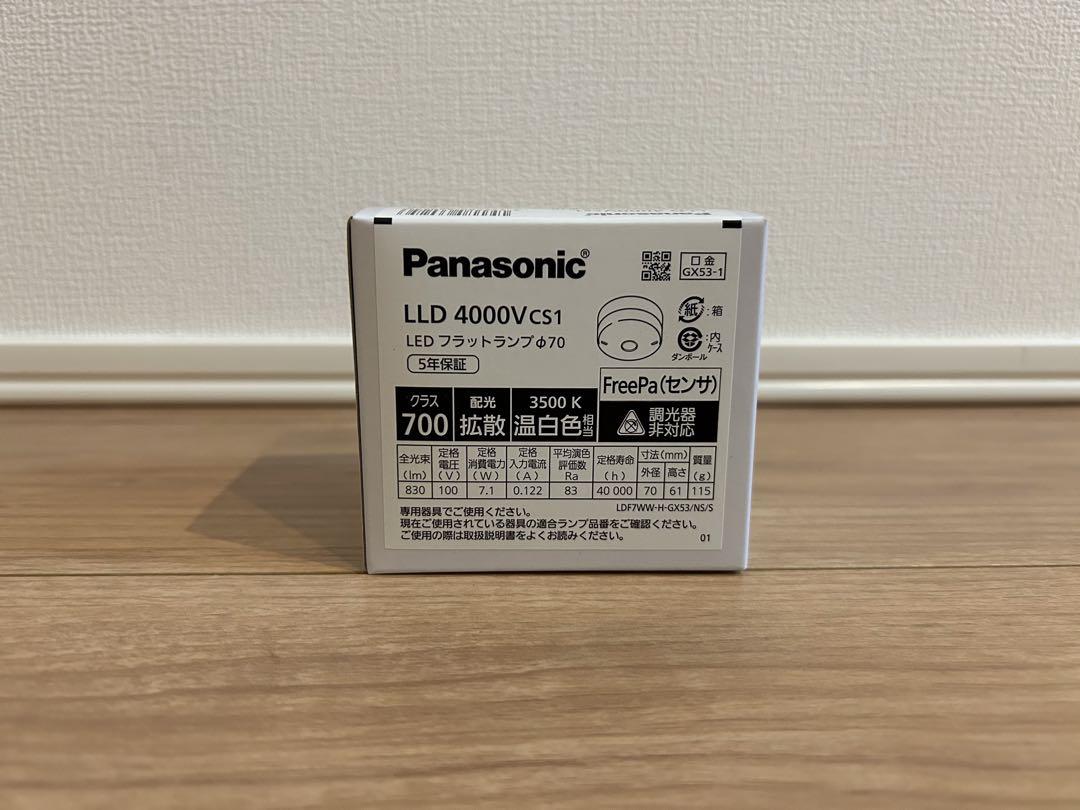 Panasonic®
口金
GX53-1
LLD 4000V CS1
LED フラットランプφ70
5年保証
紙 :箱
:内ケース
ダンボール
FreePa(センサ)
クラス 700
配光 拡散
3500 K 温白色相当
調光器非対応
全光束(lm) 定格電圧(V) 定格消費電力(W) 定格入力電流(A) 平均演色評価数Ra 定格寿命(h) 寸法(mm) 外径 高さ 質量(g)
830 100 7.1 0.122 83 40 000 70 61 115
LDF7WW-H-GX53/NS/S
専用器具でご使用ください。
現在ご使用されている器具の適合ランプ品番をご確認ください。
ご使用の際は取扱説明書をよくお読みください。
01